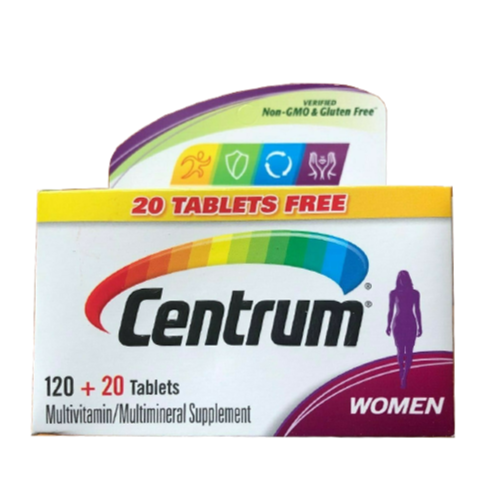 VERIFIED
Non-GMO & Gluten Free
20 TABLETS FREE
Centrum®
®
120 + 20 Tablets
Multivitamin/Multimineral Supplement
WOMEN